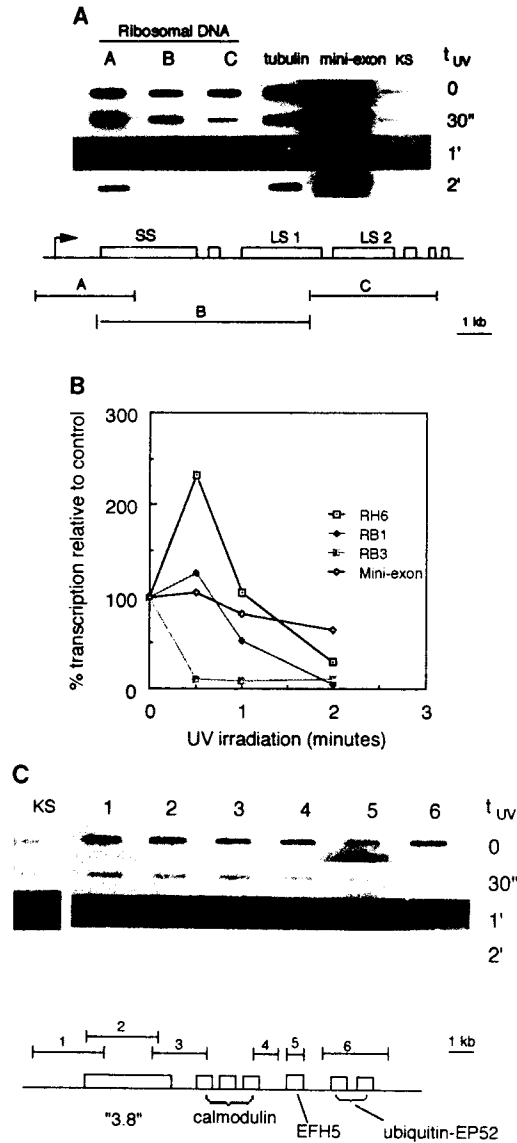 A
Ribosomal DNA
A B C tubulin mini-exon KS t UV
0
30"
1'
2'
SS LS 1 LS 2
A C
B
1 kb
B
300
200
100
0
% transcription relative to control
RH6
RB1
RB3
Mini-exon
0 1 2 3
UV irradiation (minutes)
C
KS 1 2 3 4 5 6 t UV
0
30"
1'
2'
1 2 3 4 5 6 1 kb
"3.8" calmodulin EFH5 ubiquitin-EP52